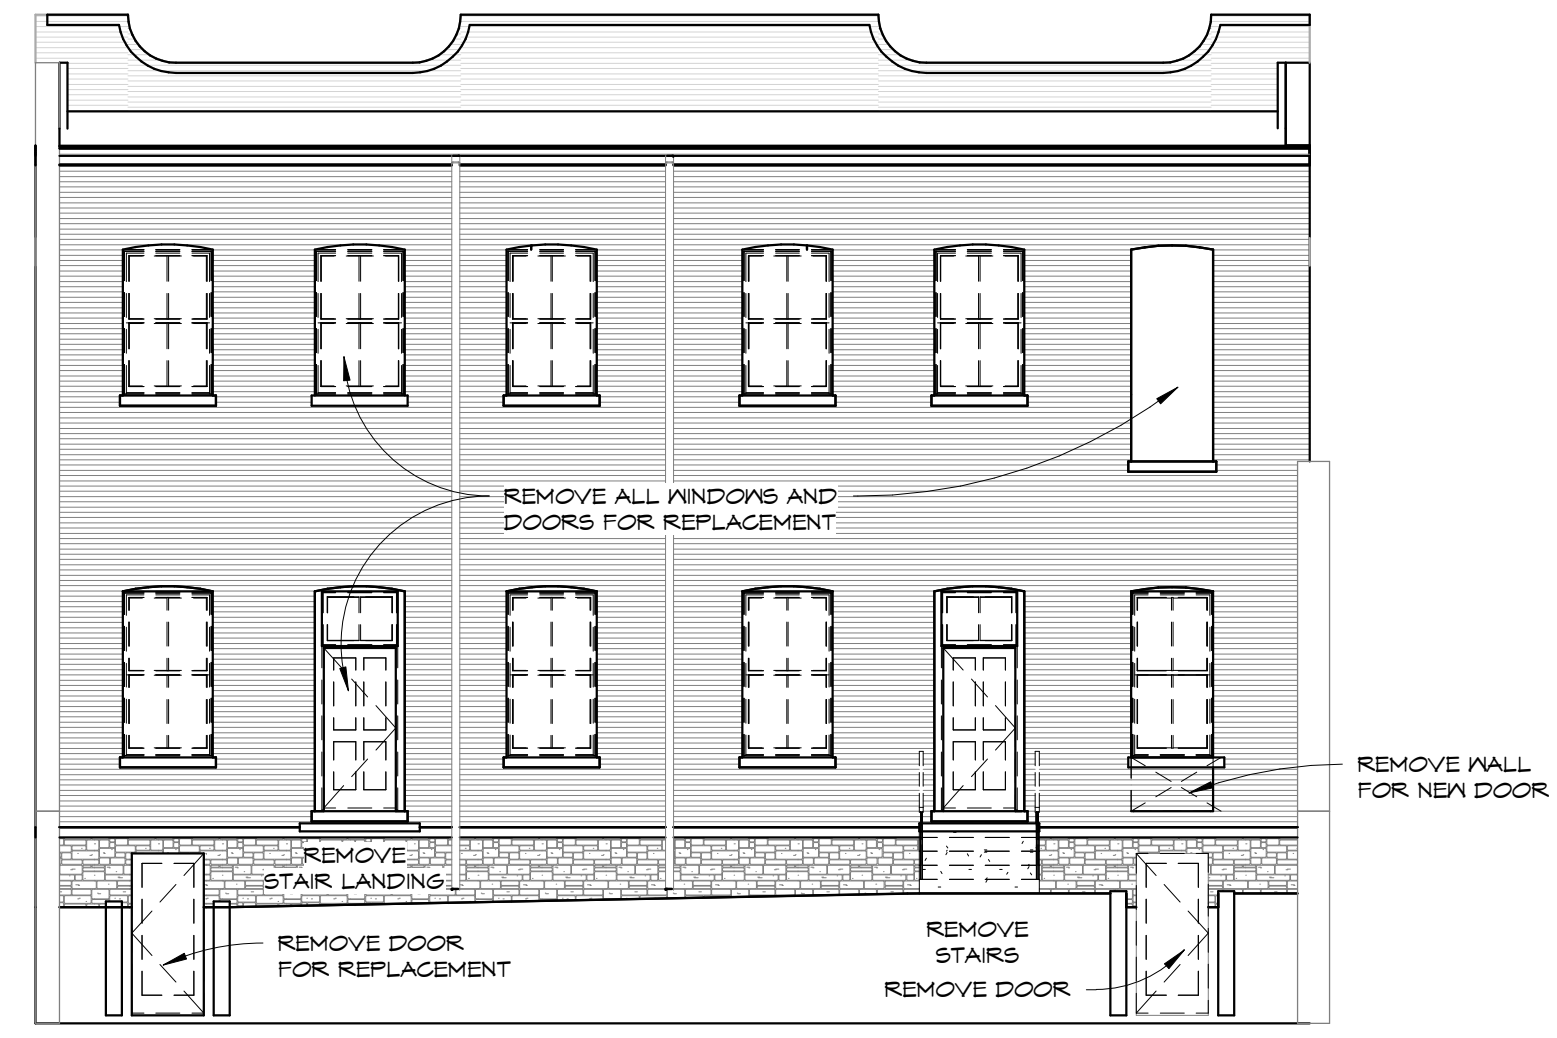 REMOVE ALL WINDOWS AND
DOORS FOR REPLACEMENT
REMOVE WALL
FOR NEW DOOR
REMOVE
STAIR LANDING
REMOVE DOOR
FOR REPLACEMENT
REMOVE
STAIRS
REMOVE DOOR